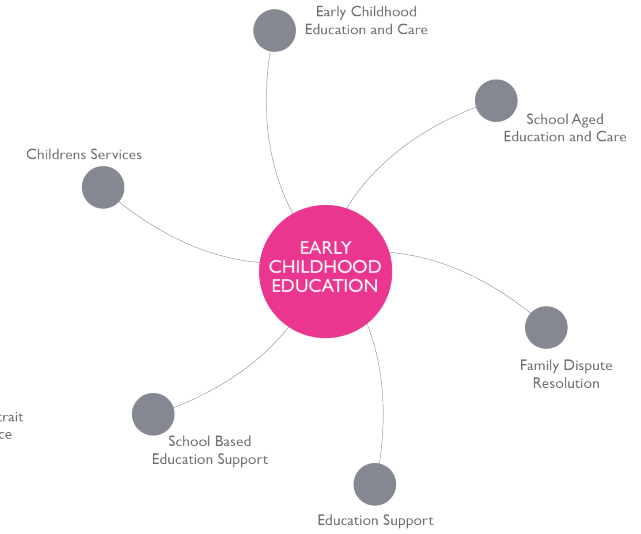 Early Childhood
Education and Care
School Aged
Education and Care
Childrens Services
EARLY
CHILDHOOD
EDUCATION
Family Dispute
Resolution
School Based
Education Support
Education Support